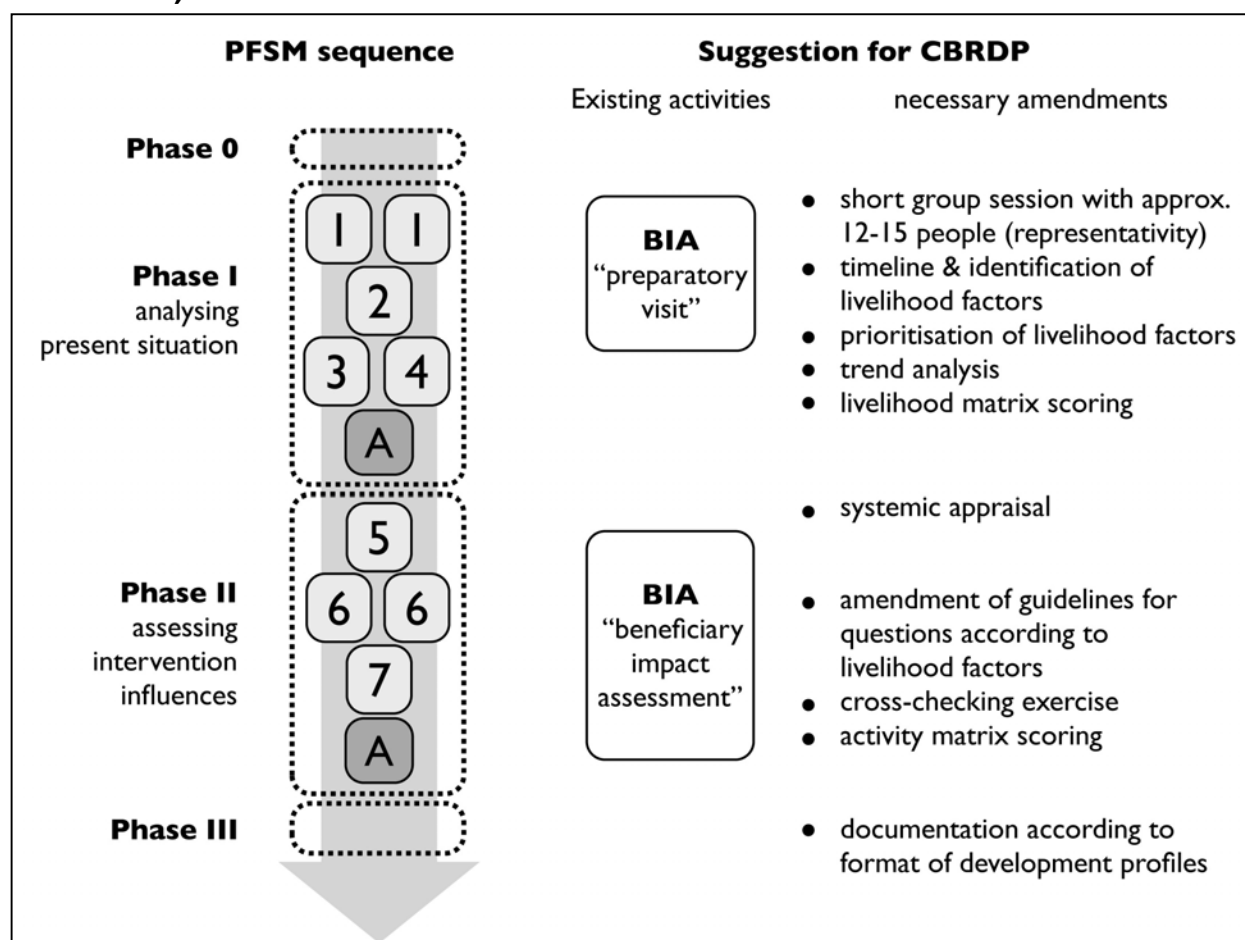 PFSM sequence
Suggestion for CBRDP
Existing activities
necessary amendments
Phase 0
1 1
2
3 4
A
Phase I
analysing
present situation
BIA
“preparatory
visit”
● short group session with approx.
12-15 people (representativity)
● timeline & identification of
livelihood factors
● prioritisation of livelihood factors
● trend analysis
● livelihood matrix scoring
5
6 6
7
A
Phase II
assessing
intervention
influences
BIA
“beneficiary
impact
assessment”
● systemic appraisal
● amendment of guidelines for
questions according to
livelihood factors
● cross-checking exercise
● activity matrix scoring
Phase III
● documentation according to
format of development profiles